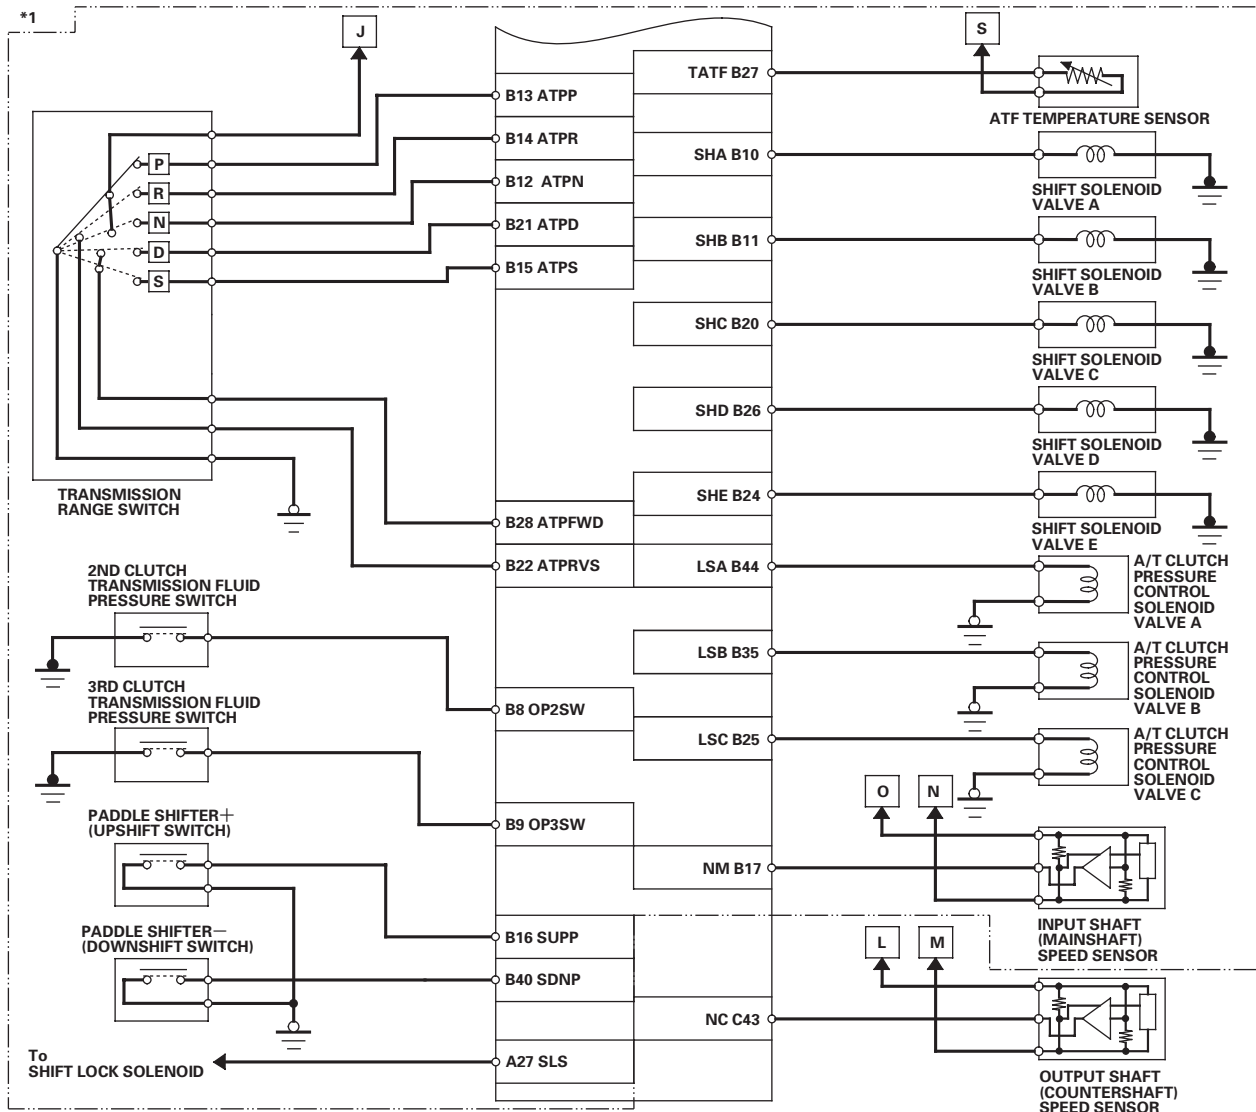 *1
J
S
TATF B27
ATF TEMPERATURE SENSOR
B13 ATPP
B14 ATPR
B12 ATPN
B21 ATPD
B15 ATPS
P
R
N
D
S
TRANSMISSION
RANGE SWITCH
SHA B10
SHIFT SOLENOID
VALVE A
SHB B11
SHIFT SOLENOID
VALVE B
SHC B20
SHIFT SOLENOID
VALVE C
SHD B26
SHIFT SOLENOID
VALVE D
SHE B24
SHIFT SOLENOID
VALVE E
B28 ATPFWD
B22 ATPRVS
LSA B44
A/T CLUTCH
PRESSURE
CONTROL
SOLENOID
VALVE A
2ND CLUTCH
TRANSMISSION FLUID
PRESSURE SWITCH
LSB B35
A/T CLUTCH
PRESSURE
CONTROL
SOLENOID
VALVE B
3RD CLUTCH
TRANSMISSION FLUID
PRESSURE SWITCH
B8 OP2SW
LSC B25
A/T CLUTCH
PRESSURE
CONTROL
SOLENOID
VALVE C
PADDLE SHIFTER+
(UPSHIFT SWITCH)
B9 OP3SW
O
N
NM B17
INPUT SHAFT
(MAINSHAFT)
SPEED SENSOR
PADDLE SHIFTER−
(DOWNSHIFT SWITCH)
B16 SUPP
B40 SDNP
L
M
NC C43
OUTPUT SHAFT
(COUNTERSHAFT)
SPEED SENSOR
To
SHIFT LOCK SOLENOID
A27 SLS